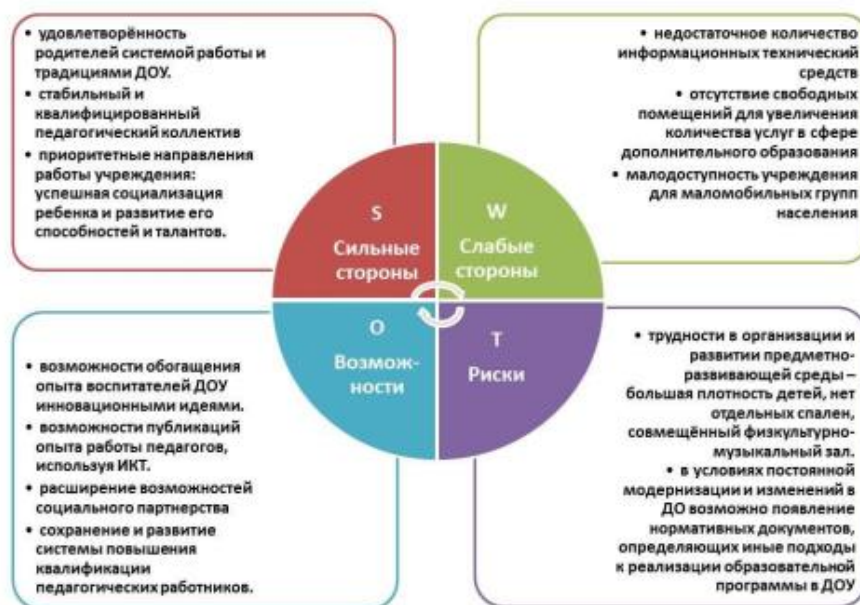 • удовлетворённость
родителей системой работы и
традициями ДОУ.
• стабильный и
квалифицированный
педагогический коллектив
• приоритетные направления
работы учреждения:
успешная социализация
ребенка и развитие его
способностей и талантов.
• недостаточное количество
информационных технический
средств
• отсутствие свободных
помещений для увеличения
количества услуг в сфере
дополнительного образования
• малодоступность учреждения
для маломобильных групп
населения
S
Сильные
стороны
W
Слабые
стороны
O
Возмож-
ности
T
Риски
• возможности обогащения
опыта воспитателей ДОУ
инновационными идеями.
• возможности публикаций
опыта работы педагогов,
используя ИКТ.
• расширение возможностей
социального партнерства
• сохранение и развитие
системы повышения
квалификации
педагогических работников.
• трудности в организации и
развитии предметно-
развивающей среды –
большая плотность детей, нет
отдельных спален,
совмещённый физкультурно-
музыкальный зал.
• в условиях постоянной
модернизации и изменений в
ДО возможно появление
нормативных документов,
определяющих иные подходы
к реализации образовательной
программы в ДОУ